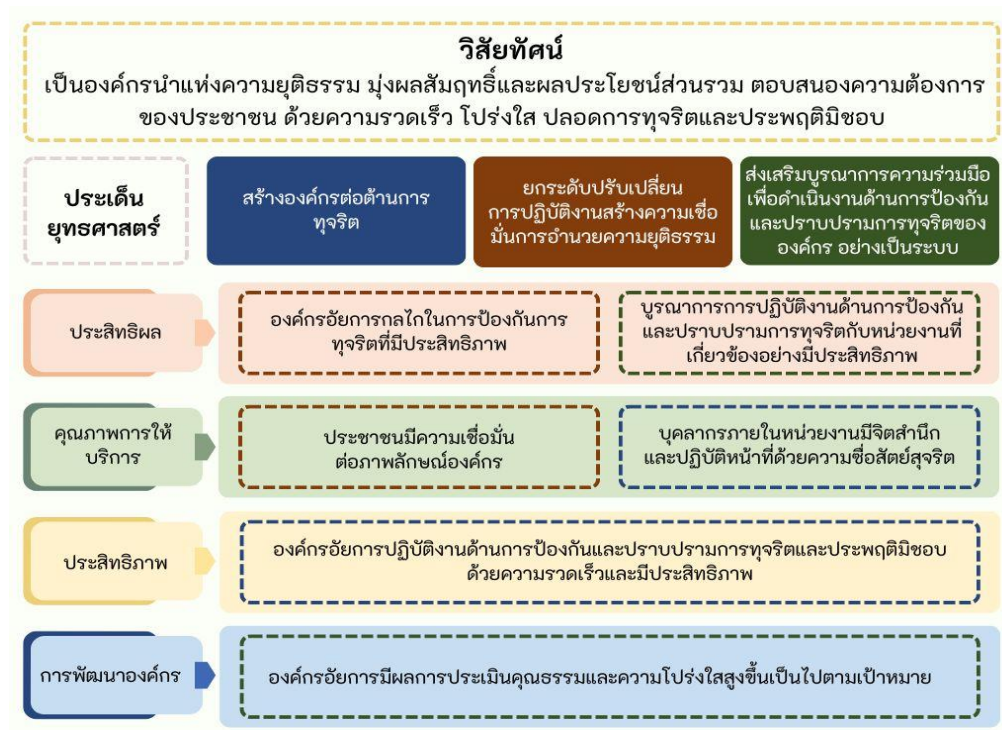 วิสัยทัศน์
เป็นองค์กรนำแห่งความยุติธรรม มุ่งผลสัมฤทธิ์และผลประโยชน์ส่วนรวม ตอบสนองความต้องการ
ของประชาชน ด้วยความรวดเร็ว โปร่งใส ปลอดการทุจริตและประพฤติมิชอบ
ประเด็น
ยุทธศาสตร์
สร้างองค์กรต่อต้านการ
ทุจริต
ยกระดับปรับเปลี่ยน
การปฏิบัติงานสร้างความเชื่อ
มั่นการอำนวยความยุติธรรม
ส่งเสริมบูรณาการความร่วมมือ
เพื่อดำเนินงานด้านการป้องกัน
และปราบปรามการทุจริตของ
องค์กร อย่างเป็นระบบ
ประสิทธิผล
องค์กรอัยการกลไกในการป้องกันการ
ทุจริตที่มีประสิทธิภาพ
บูรณาการการปฏิบัติงานด้านการป้องกัน
และปราบปรามการทุจริตกับหน่วยงานที่
เกี่ยวข้องอย่างมีประสิทธิภาพ
คุณภาพการให้
บริการ
ประชาชนมีความเชื่อมั่น
ต่อภาพลักษณ์องค์กร
บุคลากรภายในหน่วยงานมีจิตสำนึก
และปฏิบัติหน้าที่ด้วยความซื่อสัตย์สุจริต
ประสิทธิภาพ
องค์กรอัยการปฏิบัติงานด้านการป้องกันและปราบปรามการทุจริตและประพฤติมิชอบ
ด้วยความรวดเร็วและมีประสิทธิภาพ
การพัฒนาองค์กร
องค์กรอัยการมีผลการประเมินคุณธรรมและความโปร่งใสสูงขึ้นเป็นไปตามเป้าหมาย